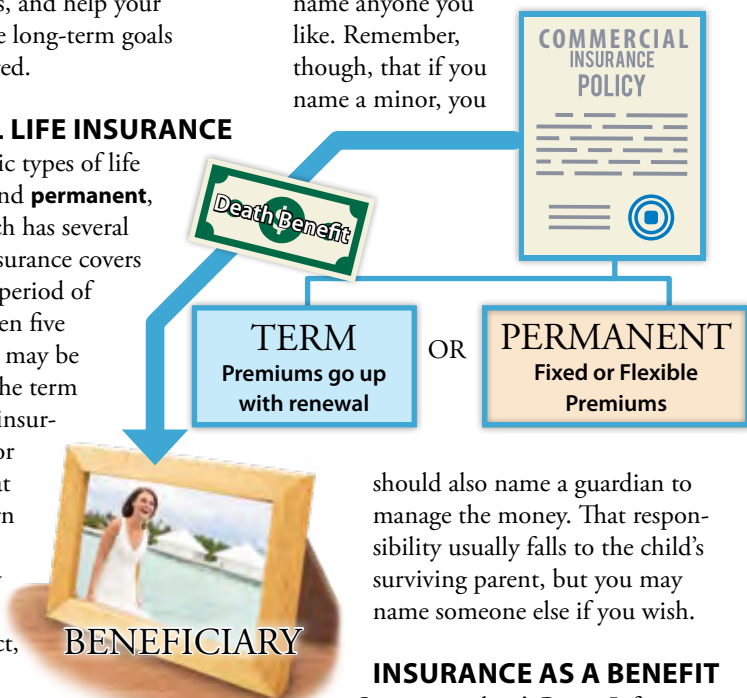 s, and help your
e long-term goals
red.
L LIFE INSURANCE
ic types of life
nd permanent,
ch has several
surance covers
period of
en five
may be
he term
insur-
or
at
rn
ct,
name anyone you
like. Remember,
though, that if you
name a minor, you
COMMERCIAL
INSURANCE
POLICY
Death Benefit
$
TERM
Premiums go up
with renewal
OR
PERMANENT
Fixed or Flexible
Premiums
BENEFICIARY
should also name a guardian to
manage the money. That respon-
sibility usually falls to the child's
surviving parent, but you may
name someone else if you wish.
INSURANCE AS A BENEFIT